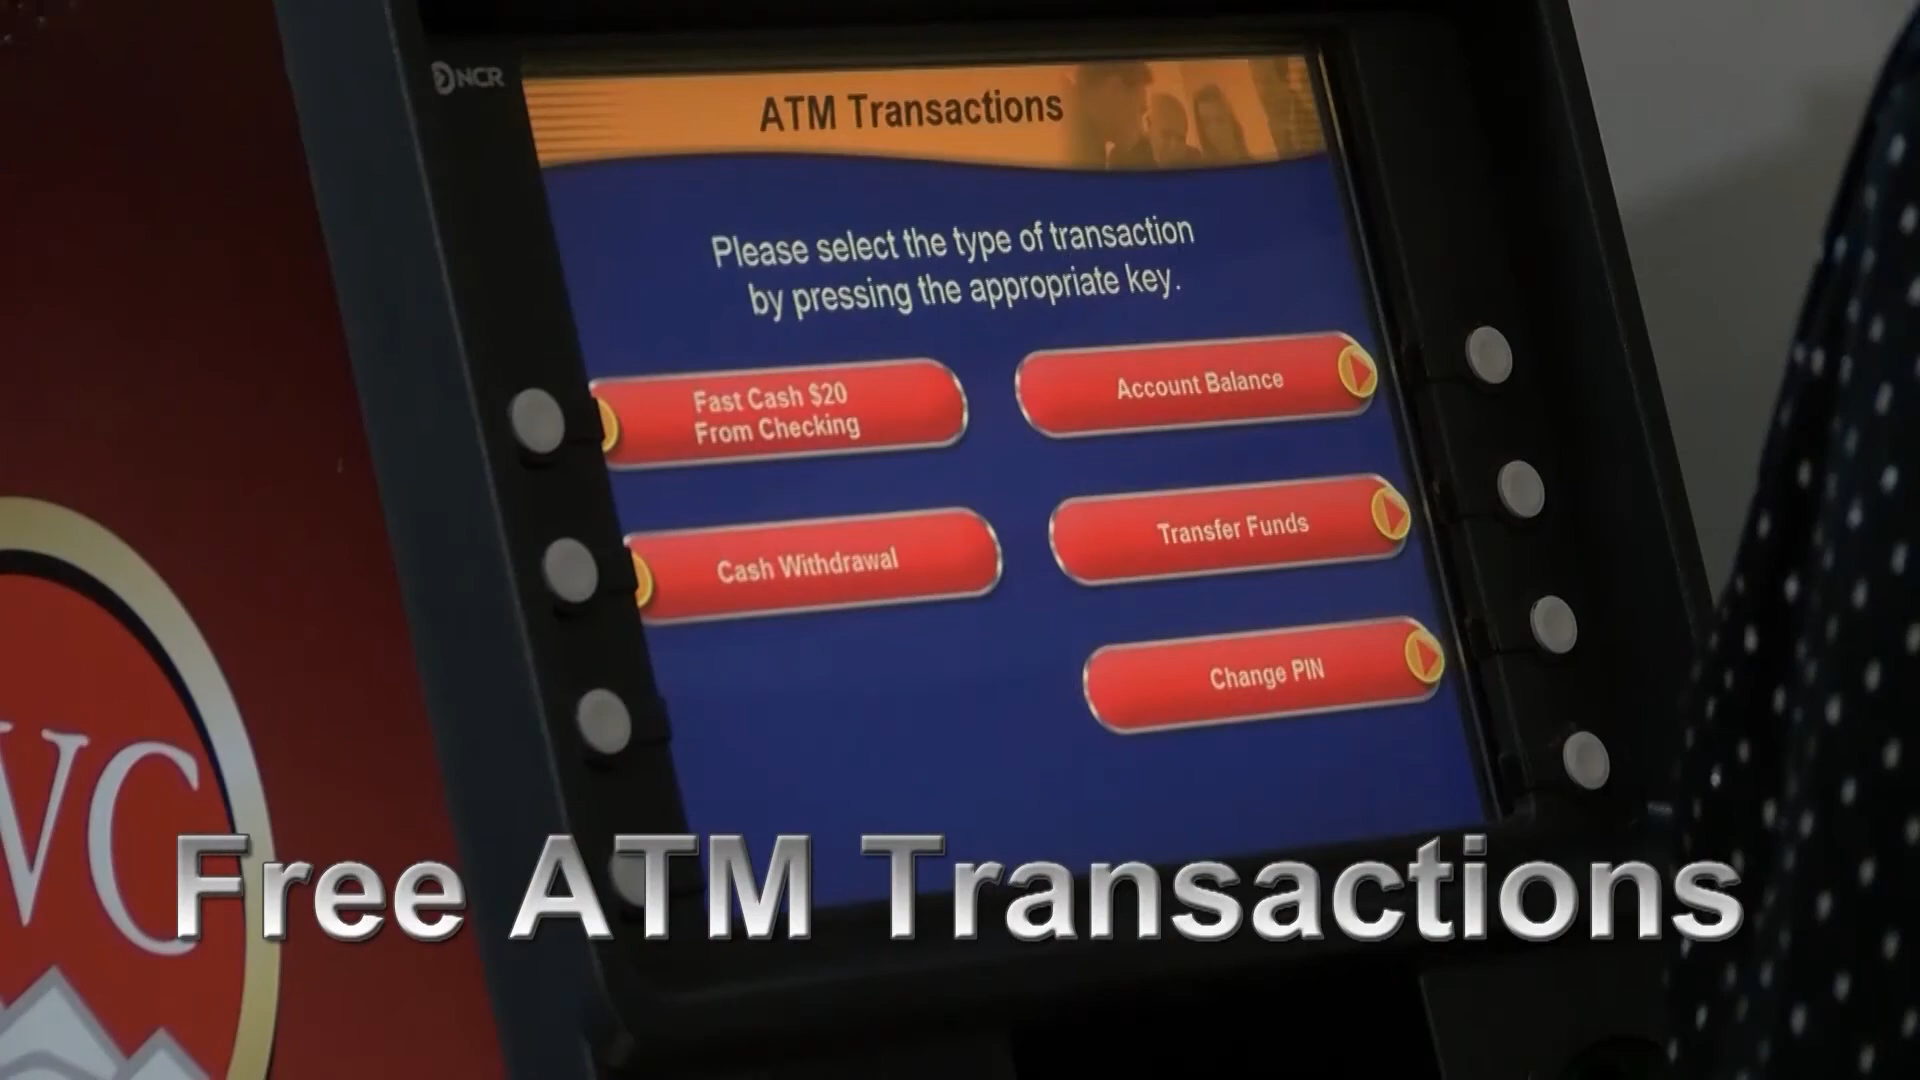 NCR
ATM Transactions
Please select the type of transaction
by pressing the appropriate key.
Fast Cash $20
From Checking
Account Balance
Cash Withdrawal
Transfer Funds
Change PIN
VC
Free ATM Transactions